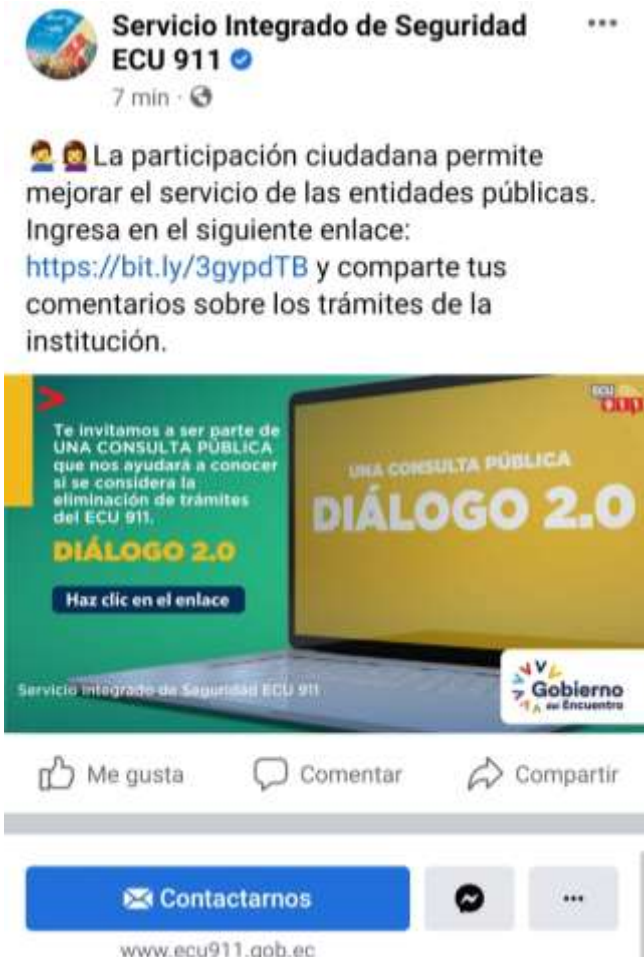 Servicio Integrado de Seguridad
ECU 911
7 min
La participación ciudadana permite
mejorar el servicio de las entidades públicas.
Ingresa en el siguiente enlace:
https://bit.ly/3gypdTB y comparte tus
comentarios sobre los trámites de la
institución.
Te invitamos a ser parte de
UNA CONSULTA PÚBLICA
que nos ayudará a conocer
si se considera la
eliminación de trámites
del ECU 911.
DIÁLOGO 2.0
Haz clic en el enlace
ECU
911
UNA CONSULTA PÚBLICA
DIÁLOGO 2.0
Servicio Integrado de Seguridad ECU 911
Gobierno
del Encuentro
Me gusta
Comentar
Compartir
Contactarnos
www.ecu911.gob.ec